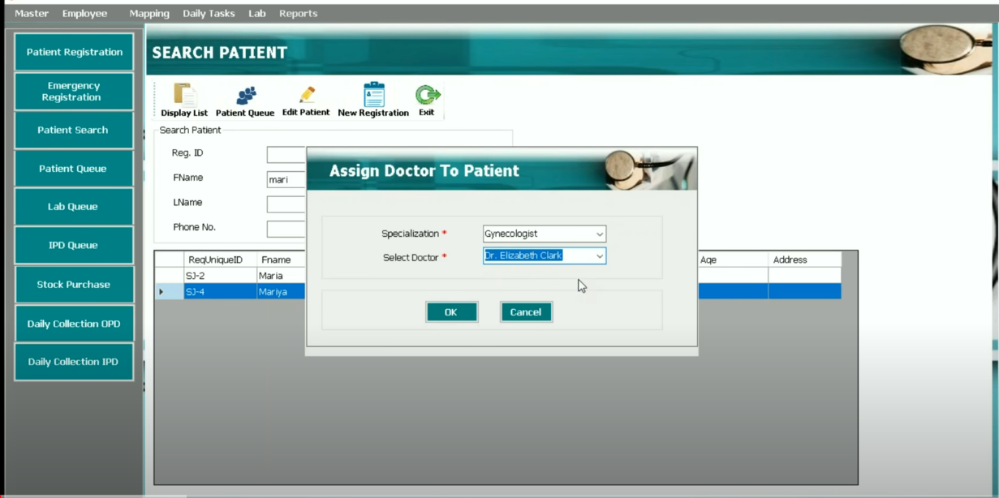 Master Employee Mapping Daily Tasks Lab Reports
Patient Registration
Emergency
Registration
Patient Search
Patient Queue
Lab Queue
IPD Queue
Stock Purchase
Daily Collection OPD
Daily Collection IPD
SEARCH PATIENT
Display List Patient Queue Edit Patient New Registration Exit
Search Patient
Reg. ID
FName mari
LName
Phone No.
ReqUniqueID Fname Age Address
SJ-2 Maria
SJ-4 Mariya
Assign Doctor To Patient
Specialization * Gynecologist
Select Doctor * Dr. Elizabeth Clark
OK Cancel